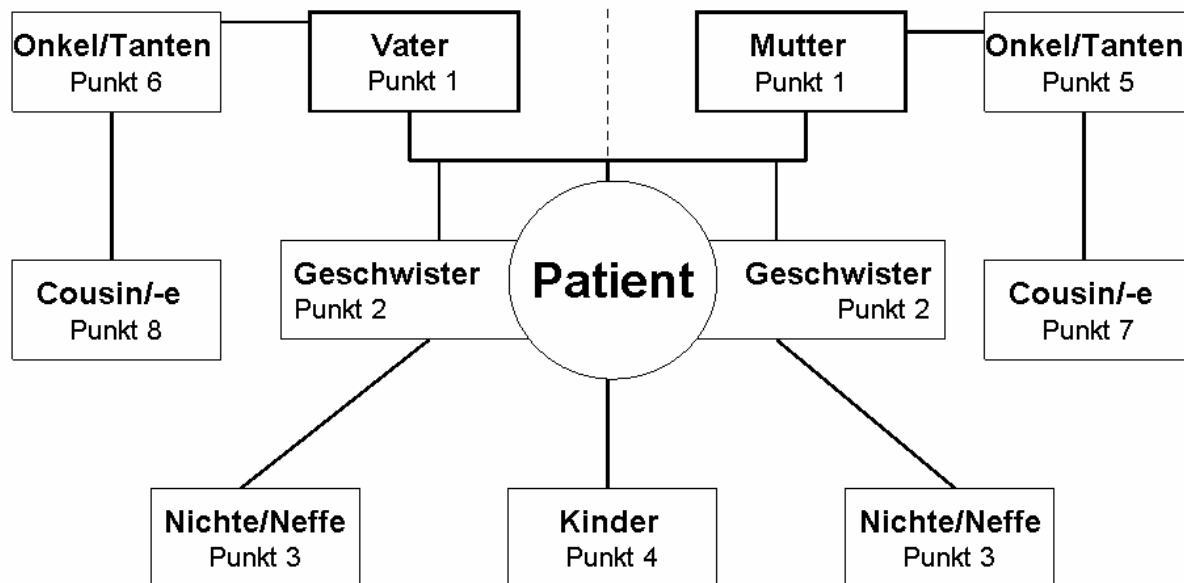 Onkel/Tanten
Punkt 6
Vater
Punkt 1
Mutter
Punkt 1
Onkel/Tanten
Punkt 5
Geschwister
Punkt 2
Patient
Geschwister
Punkt 2
Cousin/-e
Punkt 8
Cousin/-e
Punkt 7
Nichte/Neffe
Punkt 3
Kinder
Punkt 4
Nichte/Neffe
Punkt 3